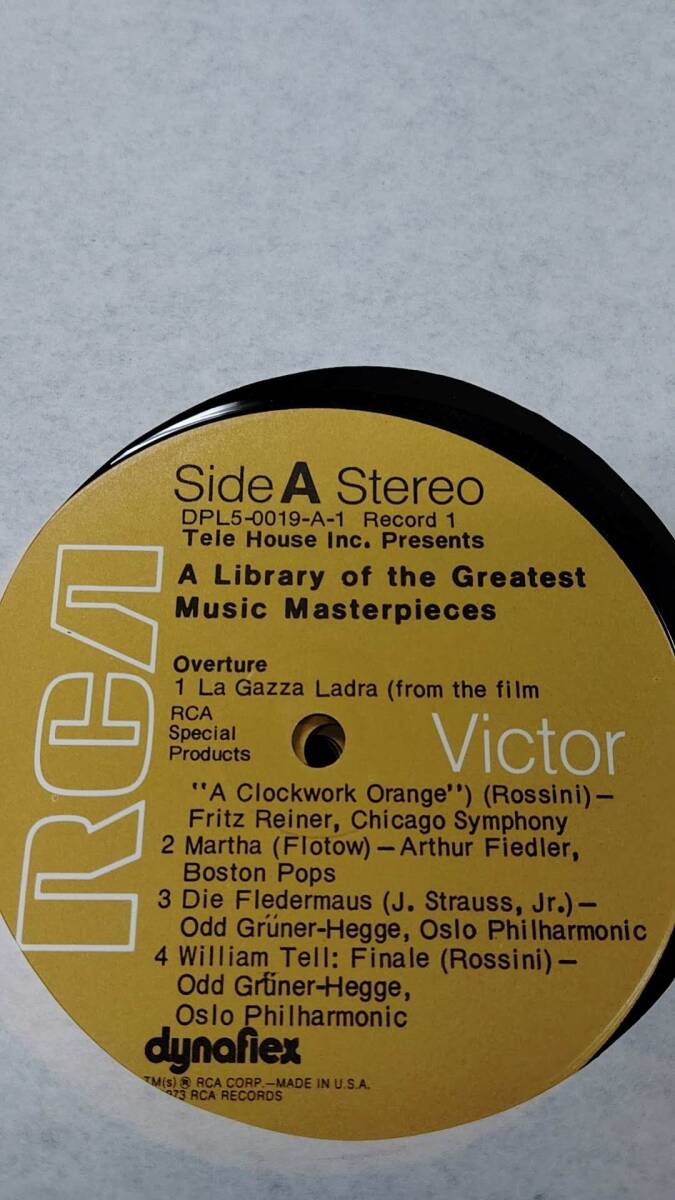 Side A Stereo
DPL5-0019-A-1 Record 1
Tele House Inc. Presents
A Library of the Greatest
Music Masterpieces
Overture
1 La Gazza Ladra (from the film
RCA
Special
Products
Victor
RCA
"A Clockwork Orange") (Rossini)—
Fritz Reiner, Chicago Symphony
2 Martha (Flotow)—Arthur Fiedler,
Boston Pops
3 Die Fledermaus (J. Strauss, Jr.)—
Odd Grüner-Hegge, Oslo Philharmonic
4 William Tell: Finale (Rossini)—
Odd Grüner-Hegge,
Oslo Philharmonic
dynaflex
TM(s) ® RCA CORP.—MADE IN U.S.A.
73 RCA RECORDS